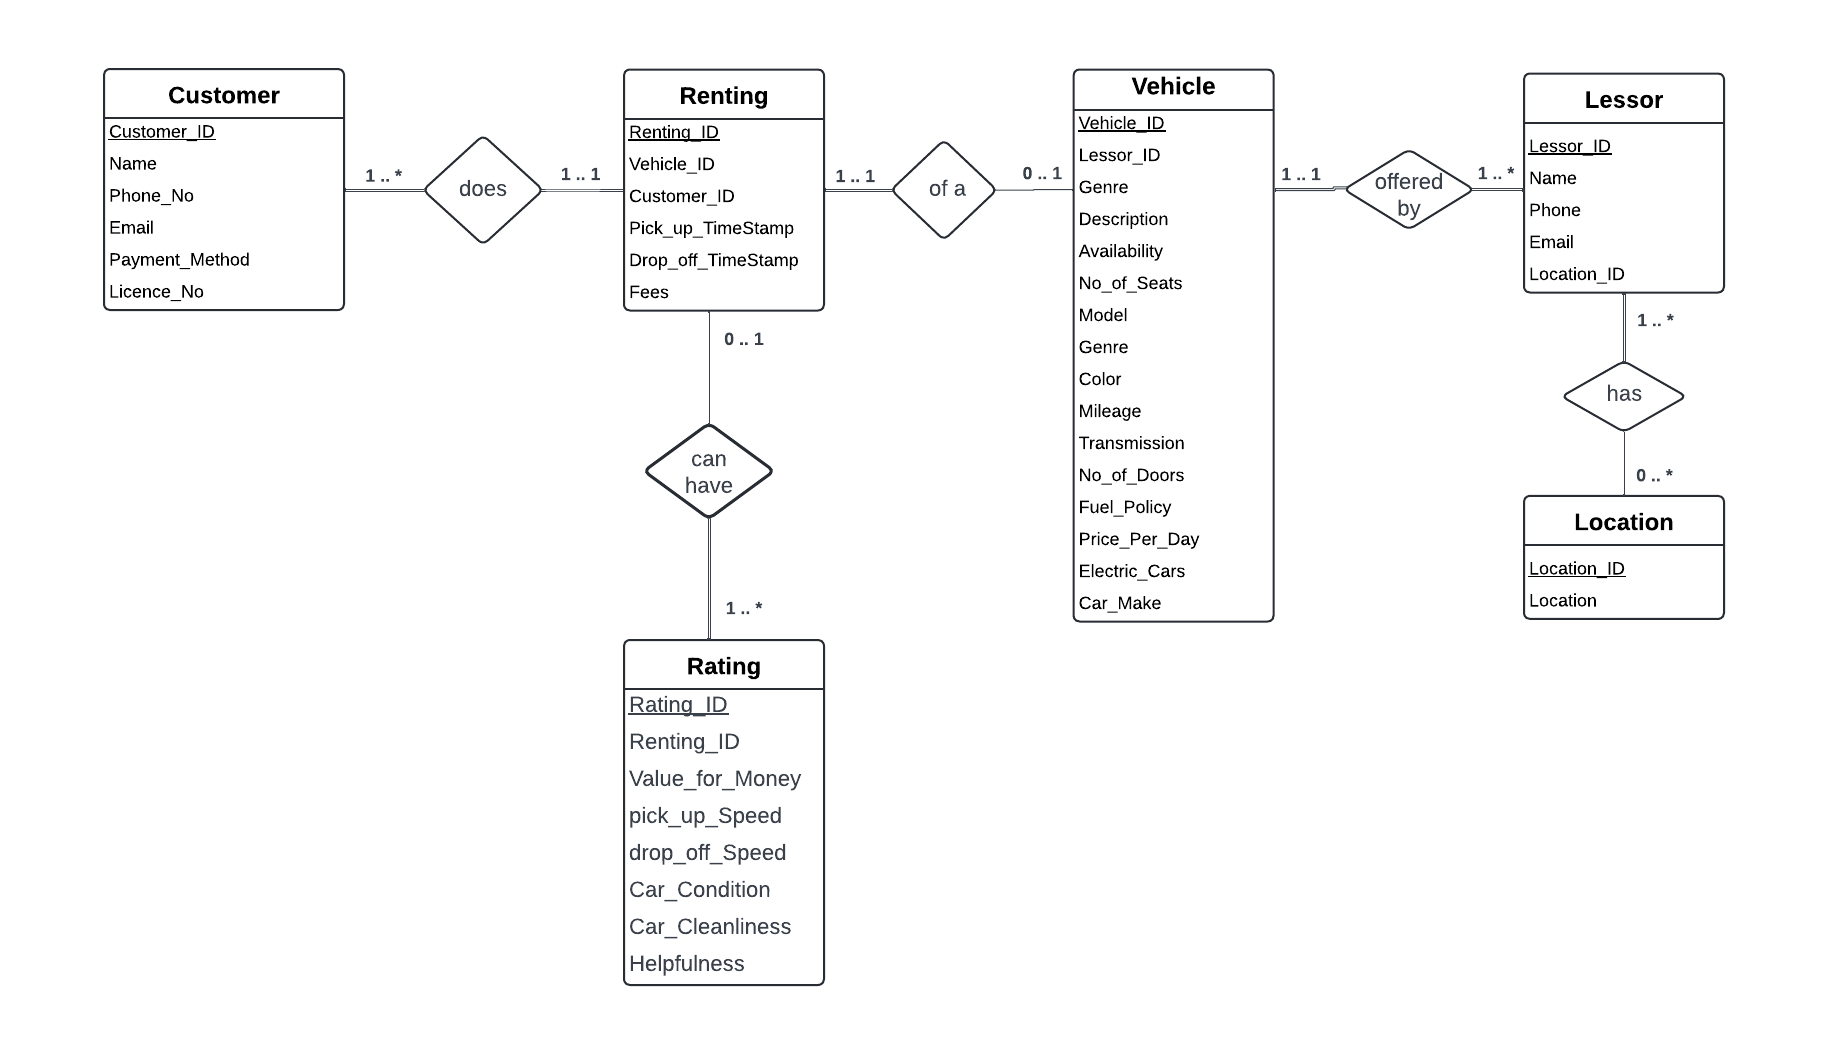 Customer
Customer_ID
Name
Phone_No
Email
Payment_Method
Licence_No
1 .. *
does
1 .. 1
Renting
Renting_ID
Vehicle_ID
Customer_ID
Pick_up_TimeStamp
Drop_off_TimeStamp
Fees
1 .. 1
of a
0 .. 1
Vehicle
Vehicle_ID
Lessor_ID
Genre
Description
Availability
No_of_Seats
Model
Genre
Color
Mileage
Transmission
No_of_Doors
Fuel_Policy
Price_Per_Day
Electric_Cars
Car_Make
1 .. 1
offered
by
1 .. *
Lessor
Lessor_ID
Name
Phone
Email
Location_ID
1 .. *
has
0 .. *
Location
Location_ID
Location
0 .. 1
can
have
1 .. *
Rating
Rating_ID
Renting_ID
Value_for_Money
pick_up_Speed
drop_off_Speed
Car_Condition
Car_Cleanliness
Helpfulness